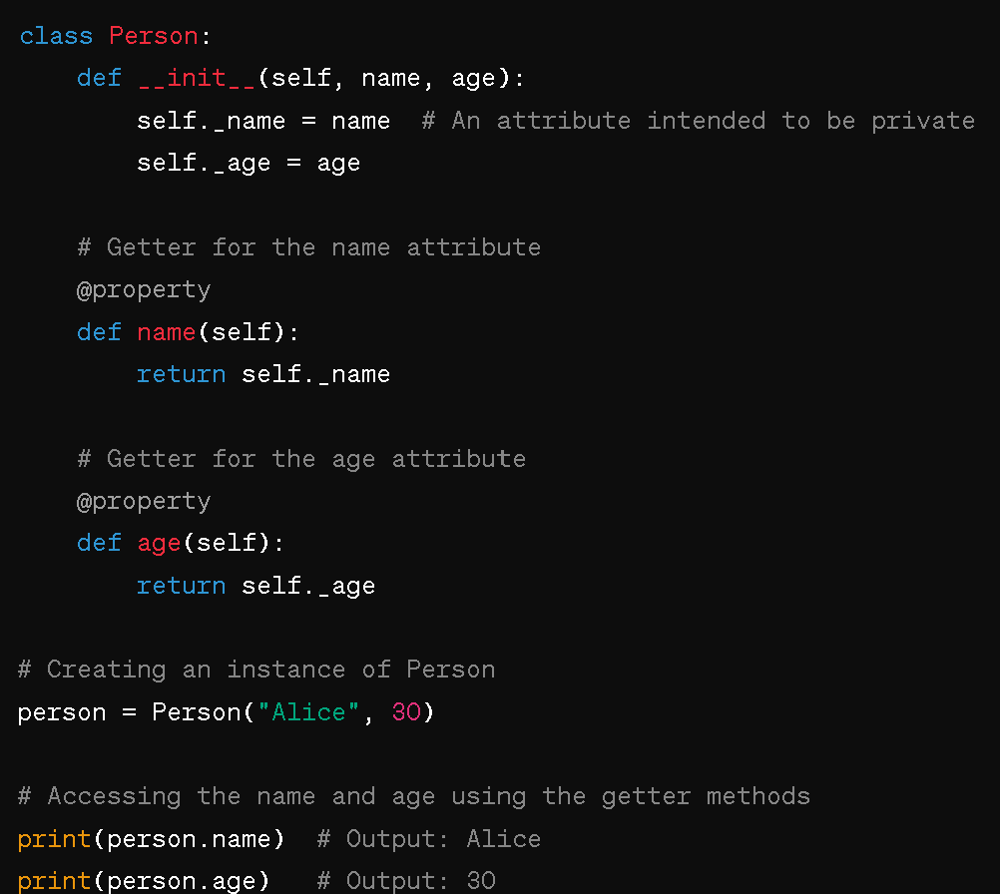 class Person:
    def __init__(self, name, age):
        self._name = name  # An attribute intended to be private
        self._age = age

    # Getter for the name attribute
    @property
    def name(self):
        return self._name

    # Getter for the age attribute
    @property
    def age(self):
        return self._age

# Creating an instance of Person
person = Person("Alice", 30)

# Accessing the name and age using the getter methods
print(person.name)  # Output: Alice
print(person.age)   # Output: 30